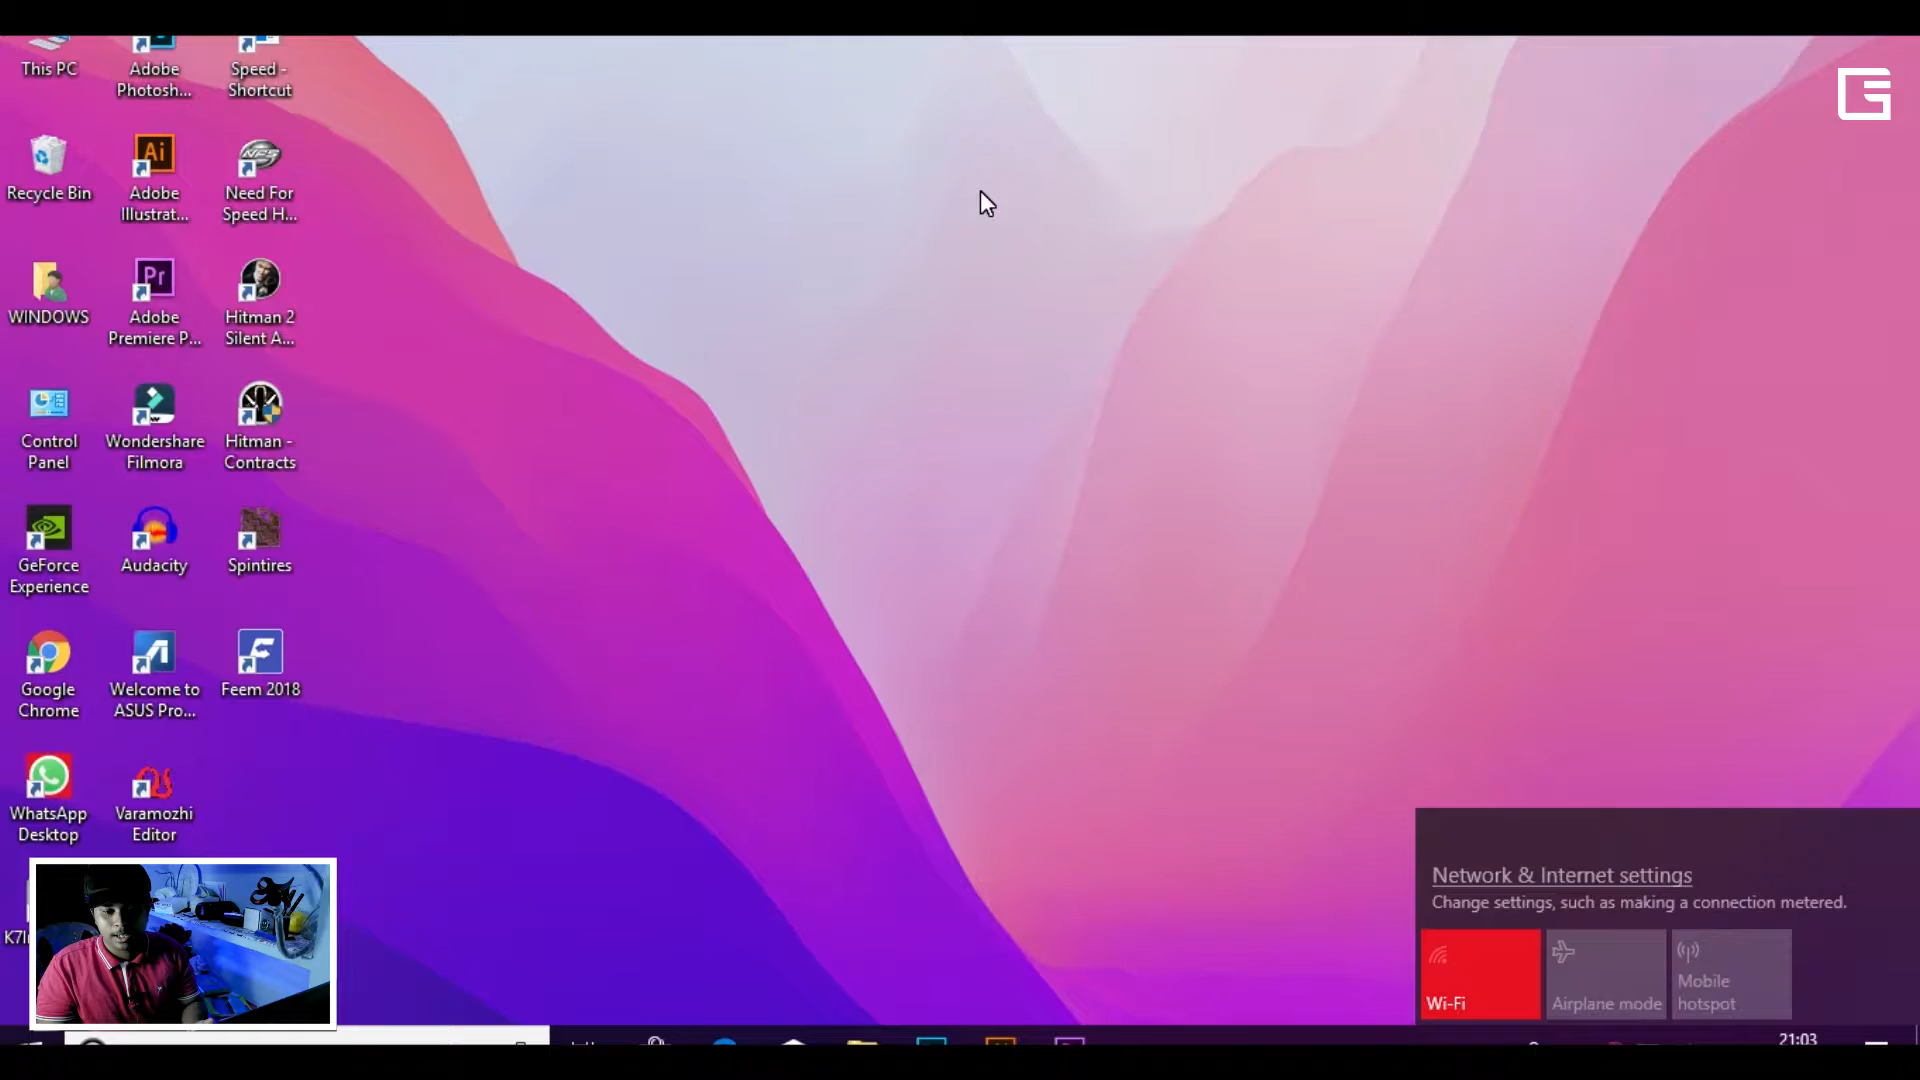 This PC
Adobe
Photosh...
Speed -
Shortcut
Recycle Bin
Ai
Adobe
Illustrat...
NFS
Need For
Speed H...
WINDOWS
Pr
Adobe
Premiere P...
Hitman 2
Silent A...
Control
Panel
Wondershare
Filmora
Hitman -
Contracts
GeForce
Experience
Audacity
Spintires
Google
Chrome
Welcome to
ASUS Pro...
Feem 2018
WhatsApp
Desktop
Varamozhi
Editor
Network & Internet settings
Change settings, such as making a connection metered.
Wi-Fi
Airplane mode
Mobile
hotspot
21:03